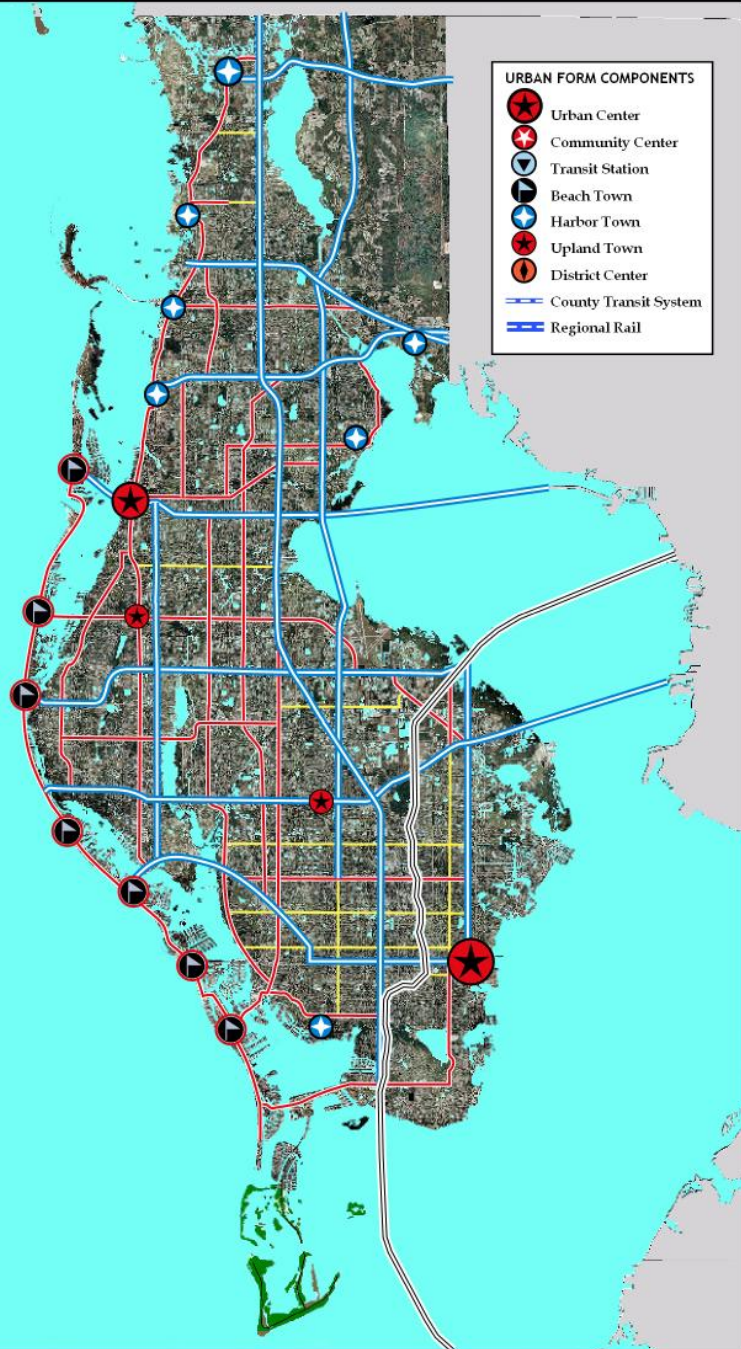 URBAN FORM COMPONENTS
Urban Center
Community Center
Transit Station
Beach Town
Harbor Town
Upland Town
District Center
County Transit System
Regional Rail